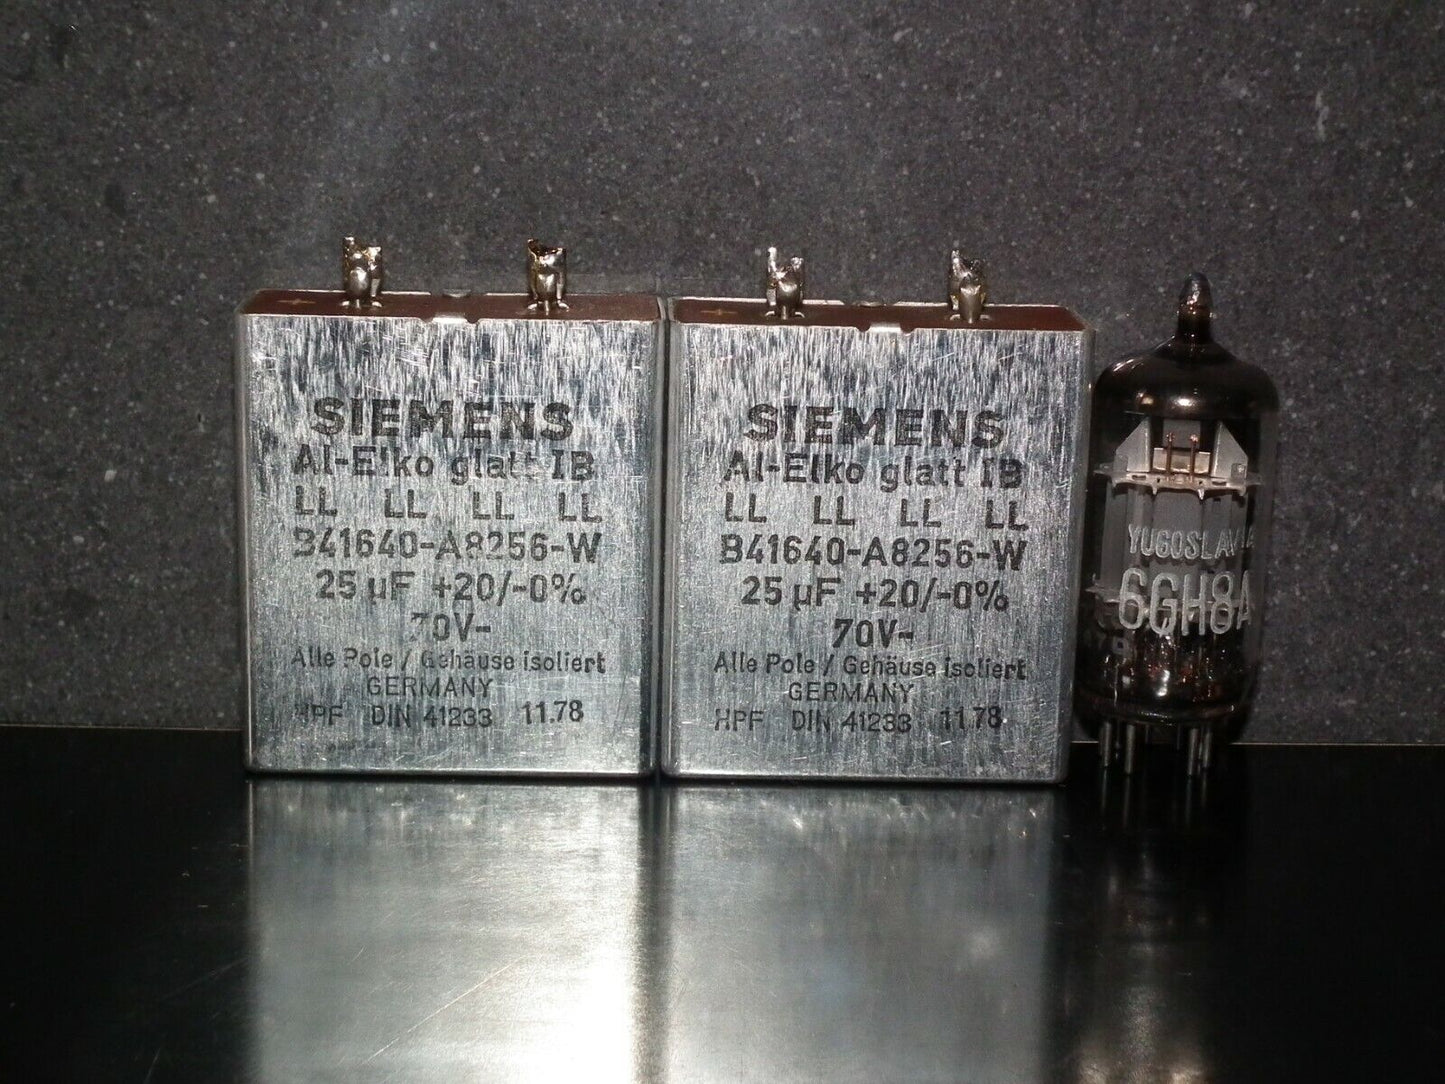 SIEMENS
Al-Elko glatt IB
LL LL LL LL
B41640-A8256-W
25 µF +20/-0%
70V-
Alle Pole / Gehäuse isoliert
GERMANY
HPF DIN 41233 11.78
SIEMENS
Al-Elko glatt IB
LL LL LL LL
B41640-A8256-W
25 µF +20/-0%
70V-
Alle Pole / Gehäuse isoliert
GERMANY
HPF DIN 41233 11.78
YUGOSLAVIA
6GH8A